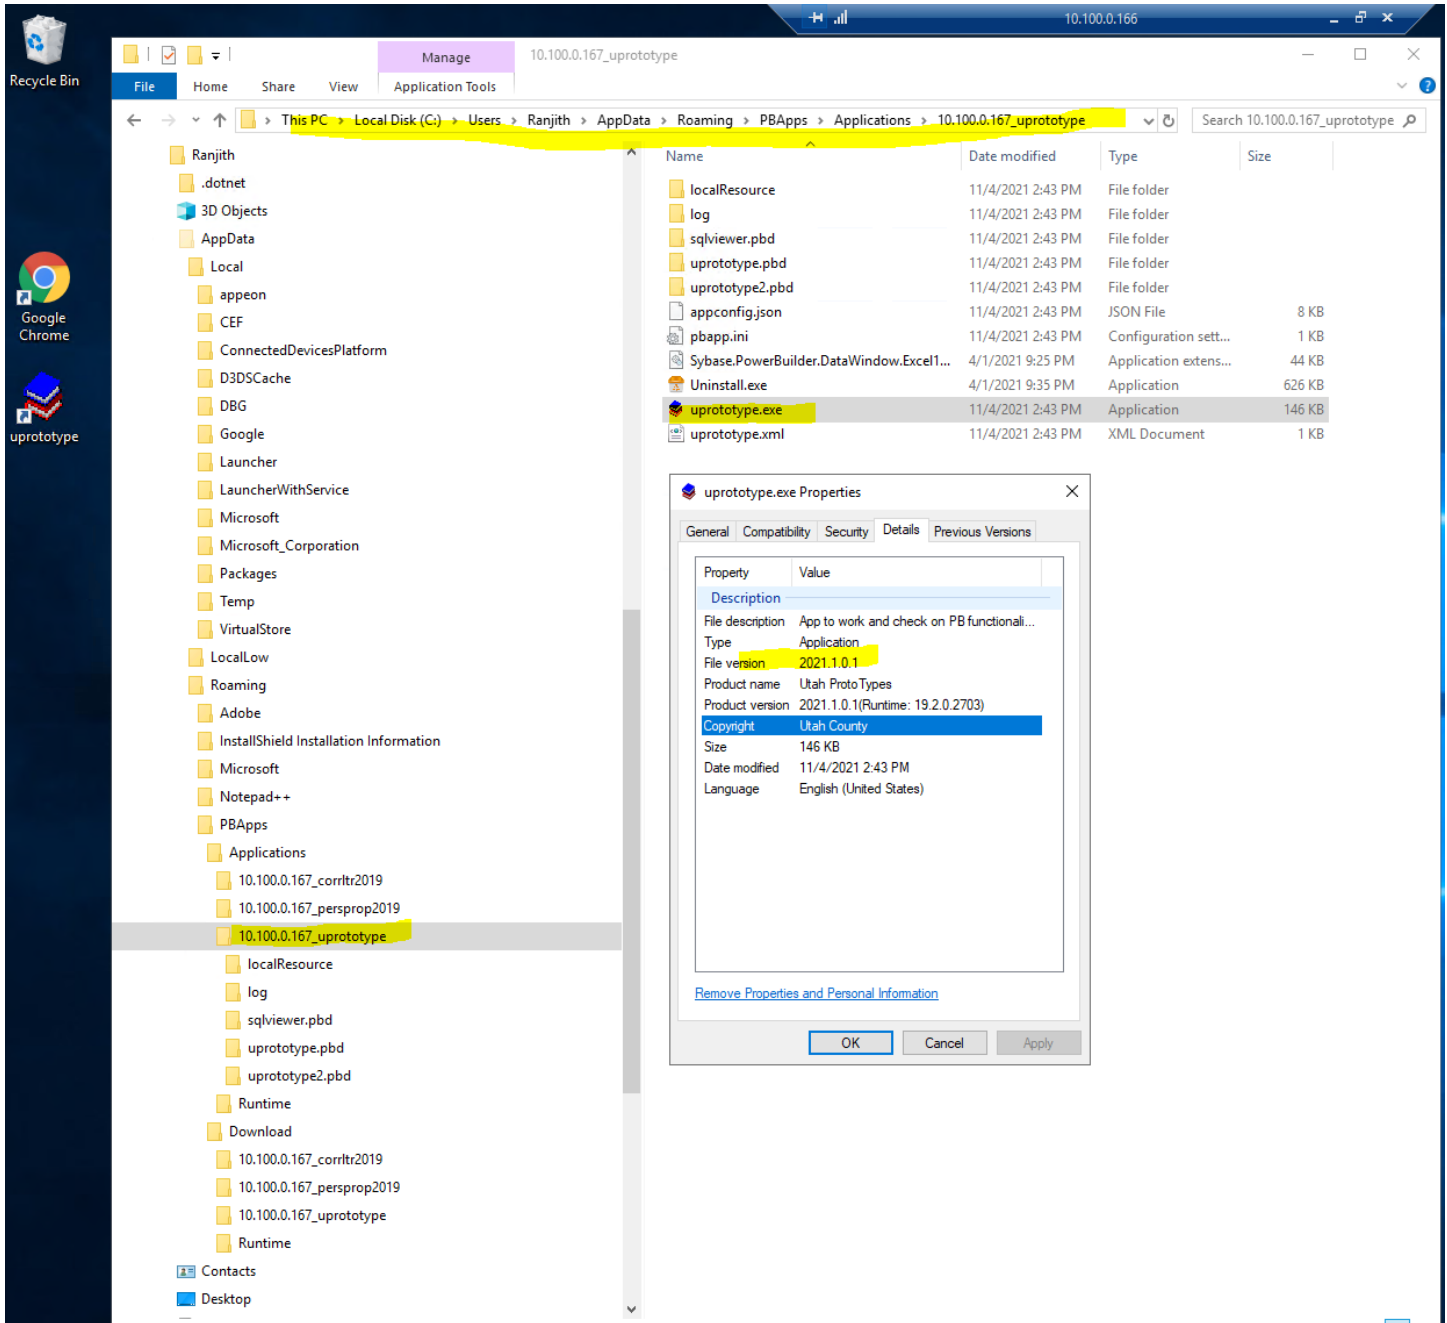 10.100.0.166
Recycle Bin
Google
Chrome
uprototype
Manage
10.100.0.167_uprototype
File
Home
Share
View
Application Tools
This PC > Local Disk (C:) > Users > Ranjith > AppData > Roaming > PBApps > Applications > 10.100.0.167_uprototype
Search 10.100.0.167_uprototype
Ranjith
.dotnet
3D Objects
AppData
Local
appeon
CEF
ConnectedDevicesPlatform
D3DSCache
DBG
Google
Launcher
LauncherWithService
Microsoft
Microsoft_Corporation
Packages
Temp
VirtualStore
LocalLow
Roaming
Adobe
InstallShield Installation Information
Microsoft
Notepad++
PBApps
Applications
10.100.0.167_corrltr2019
10.100.0.167_persprop2019
10.100.0.167_uprototype
localResource
log
sqlviewer.pbd
uprototype.pbd
uprototype2.pbd
Runtime
Download
10.100.0.167_corrltr2019
10.100.0.167_persprop2019
10.100.0.167_uprototype
Runtime
Contacts
Desktop
Name Date modified Type Size
localResource 11/4/2021 2:43 PM File folder
log 11/4/2021 2:43 PM File folder
sqlviewer.pbd 11/4/2021 2:43 PM File folder
uprototype.pbd 11/4/2021 2:43 PM File folder
uprototype2.pbd 11/4/2021 2:43 PM File folder
appconfig.json 11/4/2021 2:43 PM JSON File 8 KB
pbapp.ini 11/4/2021 2:43 PM Configuration sett... 1 KB
Sybase.PowerBuilder.DataWindow.Excel1... 4/1/2021 9:25 PM Application extens... 44 KB
Uninstall.exe 4/1/2021 9:35 PM Application 626 KB
uprototype.exe 11/4/2021 2:43 PM Application 146 KB
uprototype.xml 11/4/2021 2:43 PM XML Document 1 KB
uprototype.exe Properties
General Compatibility Security Details Previous Versions
Property Value
Description
File description App to work and check on PB functionali...
Type Application
File version 2021.1.0.1
Product name Utah ProtoTypes
Product version 2021.1.0.1(Runtime: 19.2.0.2703)
Copyright Utah County
Size 146 KB
Date modified 11/4/2021 2:43 PM
Language English (United States)
Remove Properties and Personal Information
OK Cancel Apply